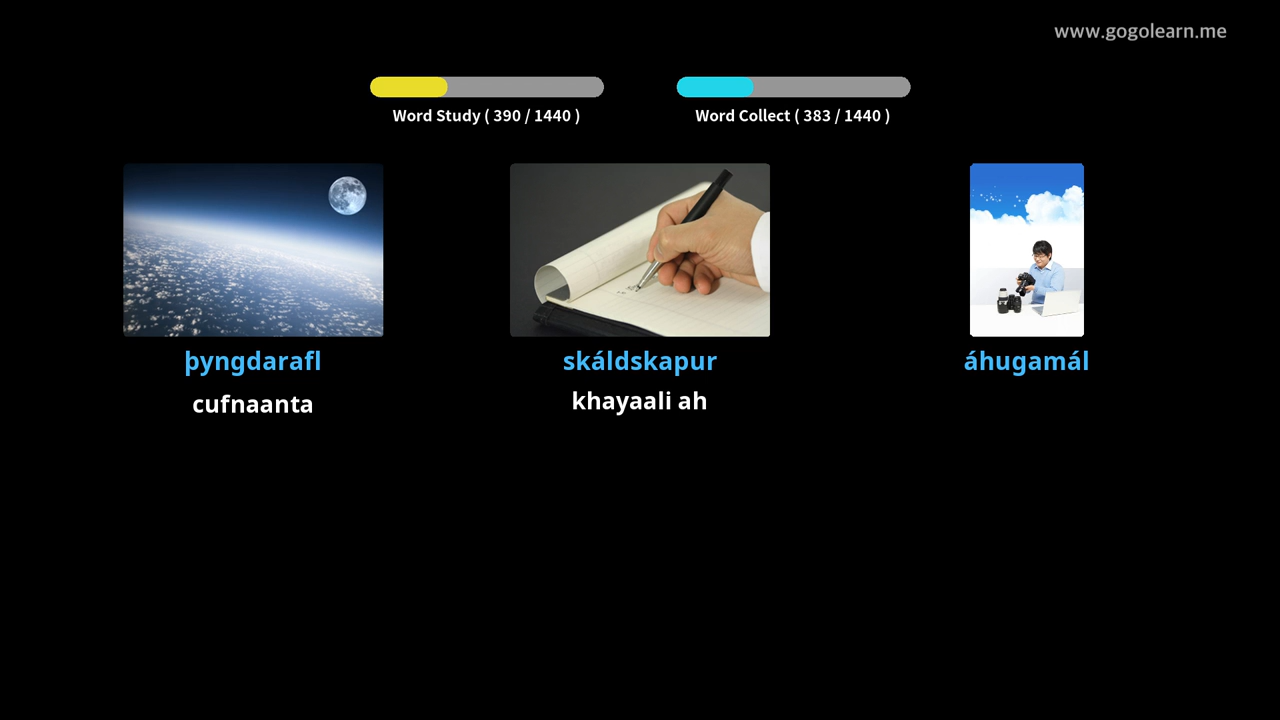 www.gogolearn.me
Word Study ( 390 / 1440 )
Word Collect ( 383 / 1440 )
þyngdarafl
skáldskapur
áhugamál
cufnaanta
khayaali ah